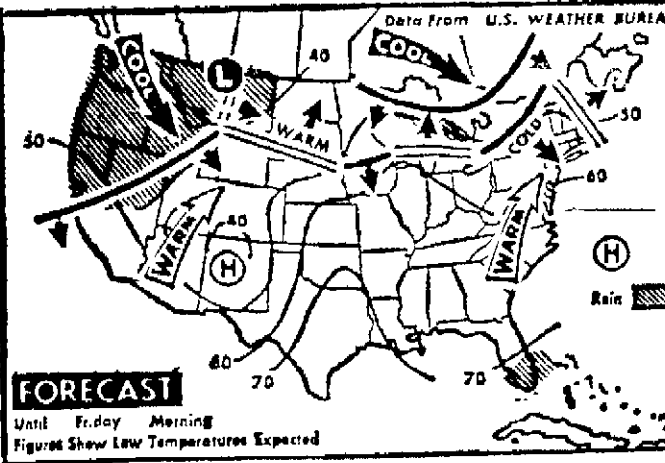 Data From U.S. WEATHER BUREA
COOL
COOL
L
40
50
WARM
COLD
50
60
WARM
40
H
WARM
H
Rain
60
70
70
FORECAST
Until Friday Morning
Figures Show Low Temperatures Expected